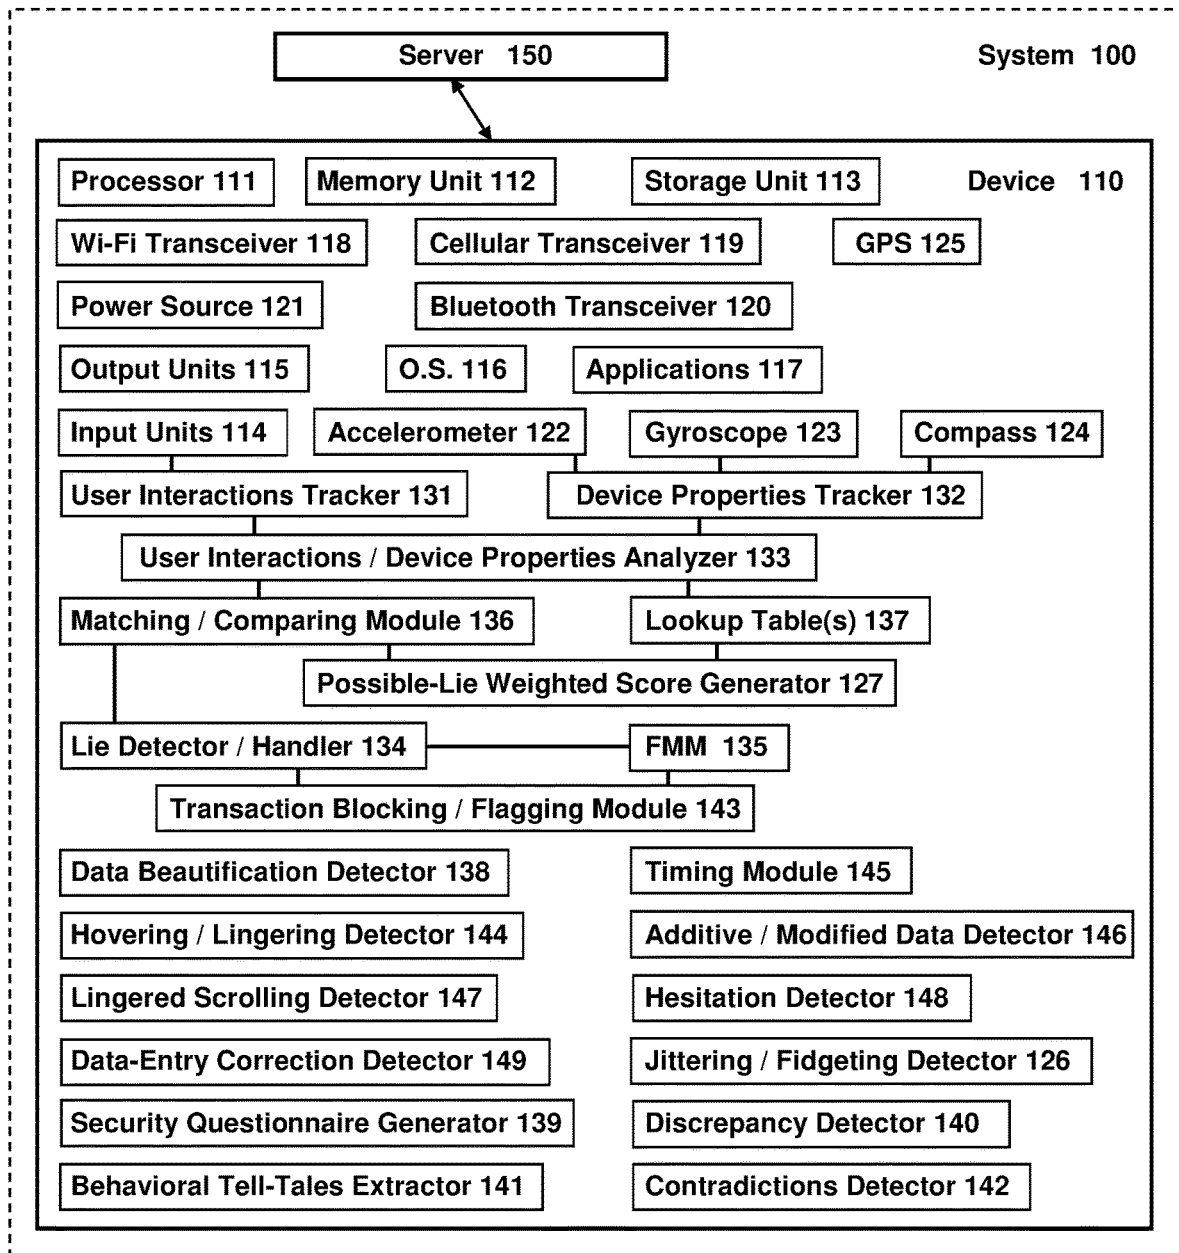 Server 150
System 100
Processor 111
Memory Unit 112
Storage Unit 113
Device 110
Wi-Fi Transceiver 118
Cellular Transceiver 119
GPS 125
Power Source 121
Bluetooth Transceiver 120
Output Units 115
O.S. 116
Applications 117
Input Units 114
Accelerometer 122
Gyroscope 123
Compass 124
User Interactions Tracker 131
Device Properties Tracker 132
User Interactions / Device Properties Analyzer 133
Matching / Comparing Module 136
Lookup Table(s) 137
Possible-Lie Weighted Score Generator 127
Lie Detector / Handler 134
FMM 135
Transaction Blocking / Flagging Module 143
Data Beautification Detector 138
Timing Module 145
Hovering / Lingering Detector 144
Additive / Modified Data Detector 146
Lingered Scrolling Detector 147
Hesitation Detector 148
Data-Entry Correction Detector 149
Jittering / Fidgeting Detector 126
Security Questionnaire Generator 139
Discrepancy Detector 140
Behavioral Tell-Tales Extractor 141
Contradictions Detector 142